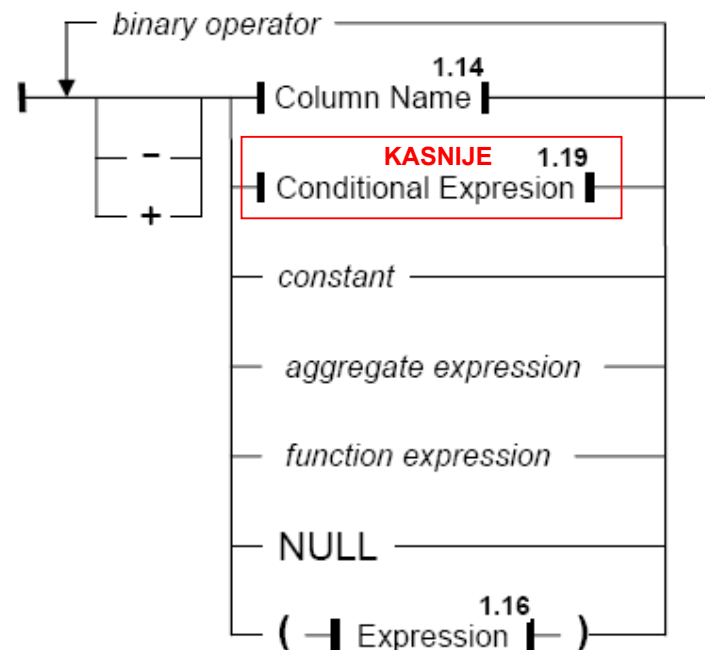 binary operator
1.14
Column Name
-
+
KASNIJE 1.19
Conditional Expresion
constant
aggregate expression
function expression
NULL
1.16
( Expression )